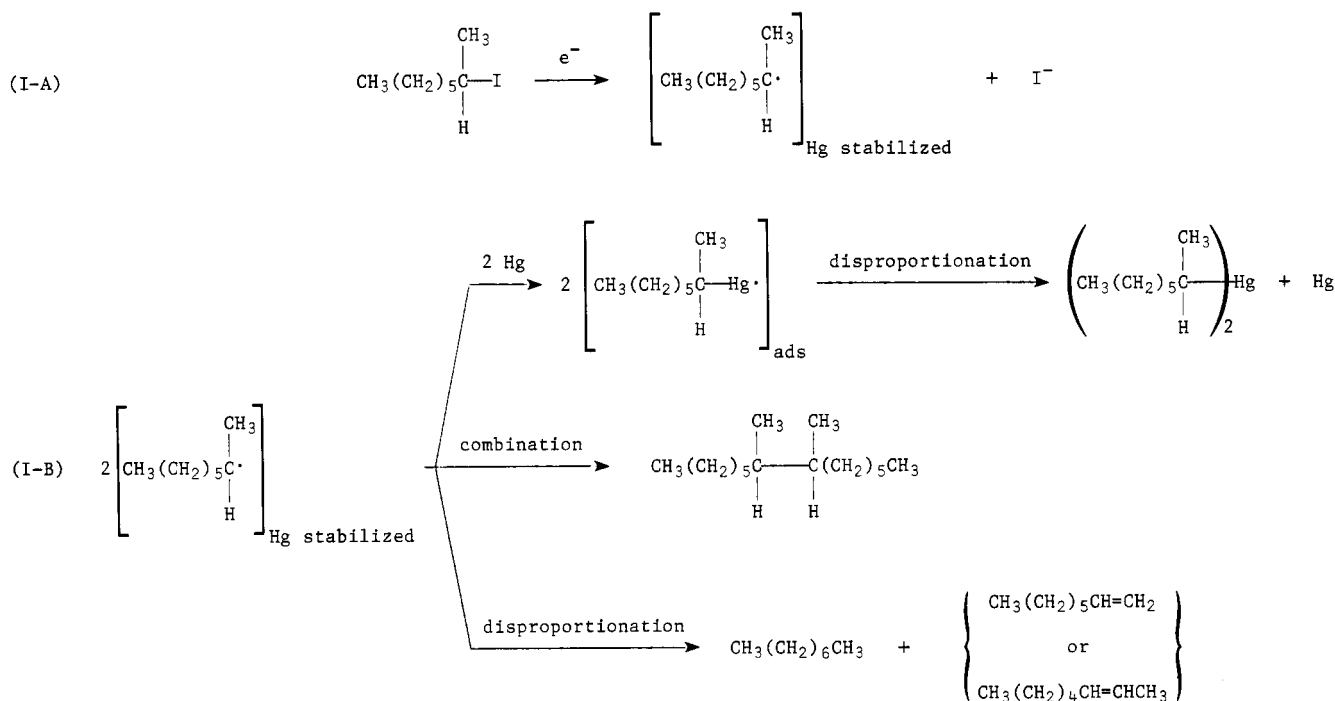 (I-A)
CH₃
CH₃(CH₂)₅C—I
H
e⁻
CH₃
CH₃(CH₂)₅C·
H
Hg stabilized
+ I⁻
2 Hg
2
CH₃
CH₃(CH₂)₅C—Hg·
H
ads
disproportionation
CH₃
CH₃(CH₂)₅C—Hg
H
2
+ Hg
(I-B)
2
CH₃
CH₃(CH₂)₅C·
H
Hg stabilized
combination
CH₃ CH₃
CH₃(CH₂)₅C—C(CH₂)₅CH₃
H H
disproportionation
CH₃(CH₂)₆CH₃ +
CH₃(CH₂)₅CH=CH₂
or
CH₃(CH₂)₄CH=CHCH₃